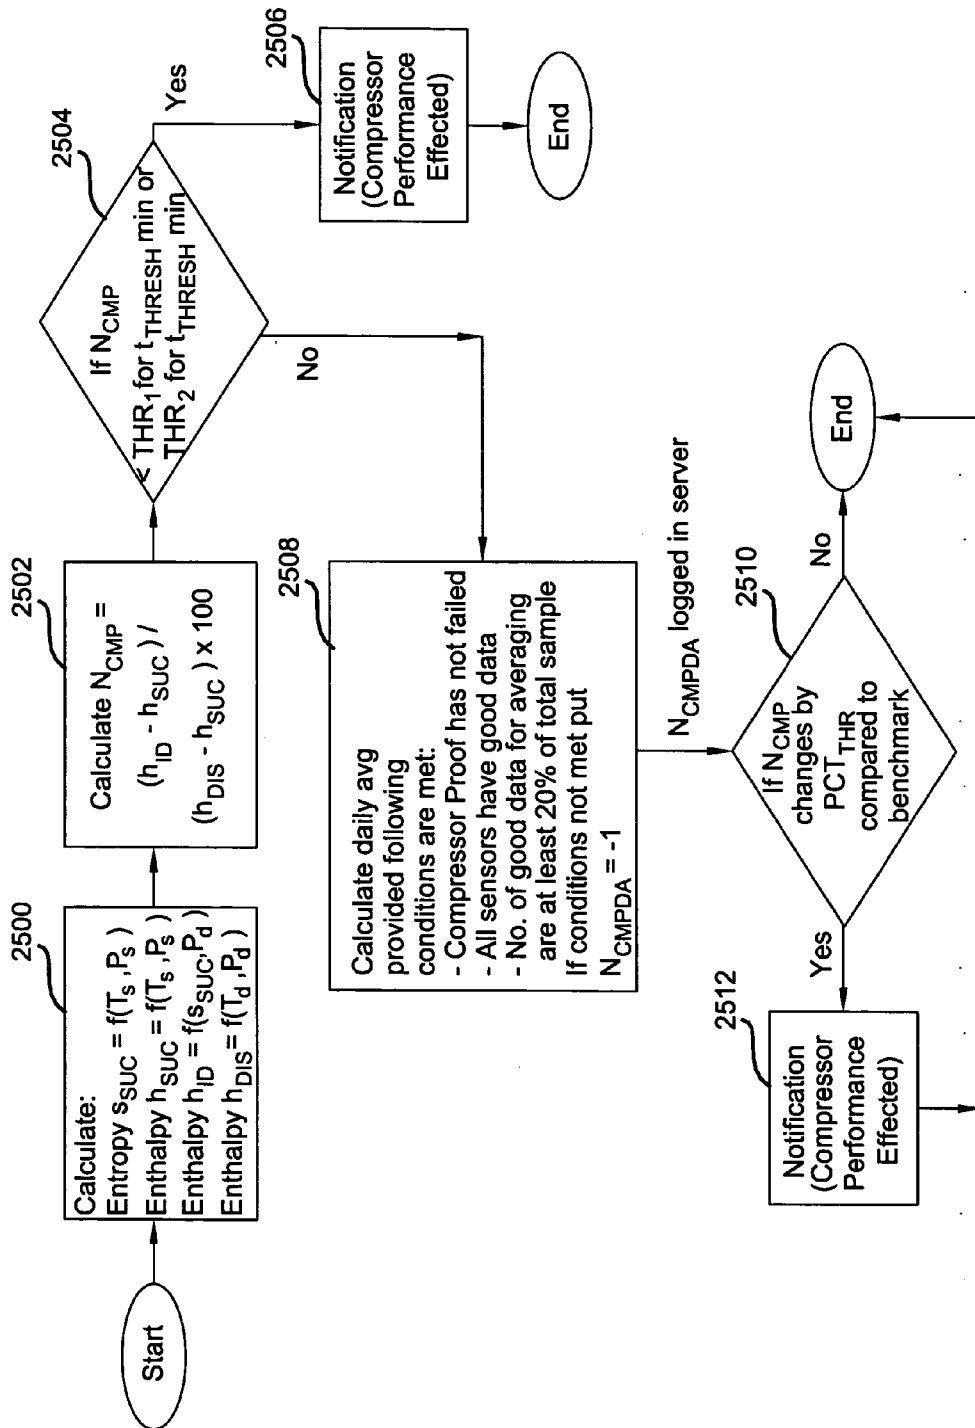 Start
2500
Calculate:
Entropy s_SUC = f(T_s, P_s)
Enthalpy h_SUC = f(T_s, P_s)
Enthalpy h_ID = f(s_SUC, P_d)
Enthalpy h_DIS = f(T_d, P_d)
2502
Calculate N_CMP =
(h_ID - h_SUC) /
(h_DIS - h_SUC) x 100
2504
If N_CMP
< THR_1 for t_THRESH min or
THR_2 for t_THRESH min
Yes
2506
Notification
(Compressor
Performance
Effected)
End
No
2508
Calculate daily avg
provided following
conditions are met:
- Compressor Proof has not failed
- All sensors have good data
- No. of good data for averaging
are at least 20% of total sample
If conditions not met put
N_CMPDA = -1
N_CMPDA logged in server
2510
If N_CMP
changes by
PCT_THR
compared to
benchmark
No
End
Yes
2512
Notification
(Compressor
Performance
Effected)